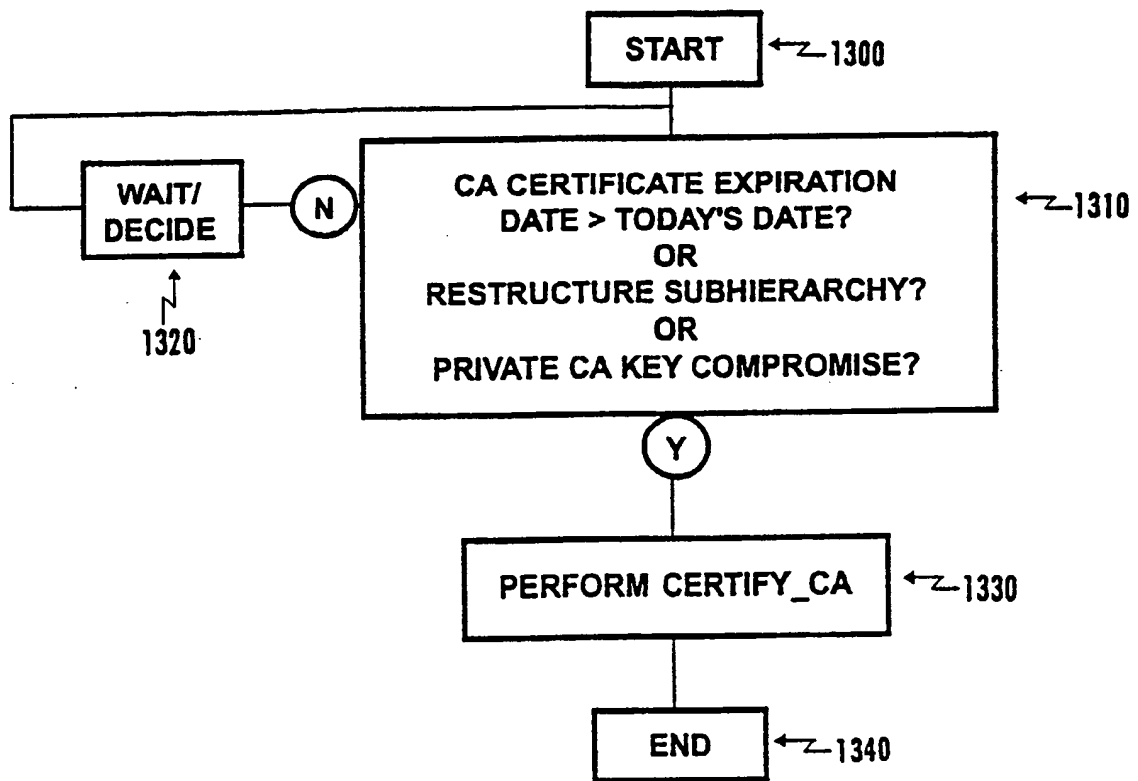 START
1300
CA CERTIFICATE EXPIRATION
DATE > TODAY'S DATE?
OR
RESTRUCTURE SUBHIERARCHY?
OR
PRIVATE CA KEY COMPROMISE?
1310
N
WAIT/
DECIDE
1320
Y
PERFORM CERTIFY_CA
1330
END
1340